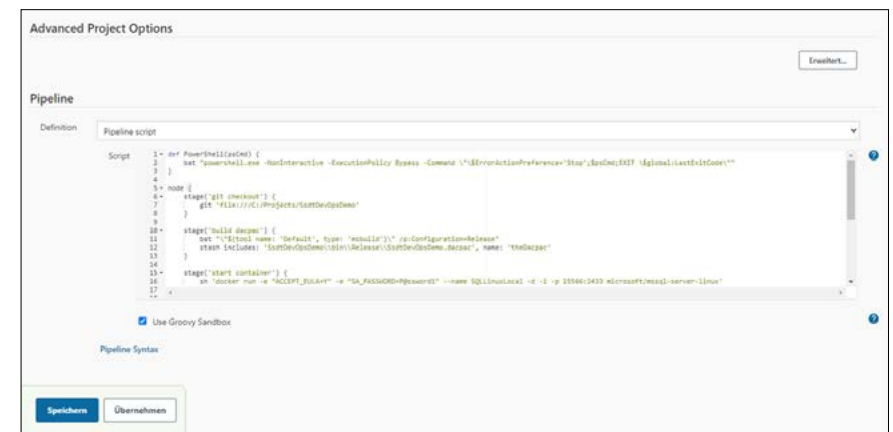 Advanced Project Options
Erweitert...
Pipeline
Definition
Pipeline script
Script
1 def PowerShell(psCmd) {
2 bat "powershell.exe -NonInteractive -ExecutionPolicy Bypass -Command \"\$ErrorActionPreference='Stop';$psCmd;EXIT \$global:LastExitCode\""
3 }
4
5 node {
6 stage('git checkout') {
7 git 'file:///C:/Projects/SsdtDevOpsDemo'
8 }
9
10 stage('build dacpac') {
11 bat "\"${tool name: 'Default', type: 'msbuild'}\" /p:Configuration=Release"
12 stash includes: 'SsdtDevOpsDemo\\bin\\Release\\SsdtDevOpsDemo.dacpac', name: 'theDacpac'
13 }
14
15 stage('start container') {
16 sh 'docker run -e "ACCEPT_EULA=Y" -e "SA_PASSWORD=P@ssword1" --name SQLLinuxLocal -d -i -p 15566:1433 microsoft/mssql-server-linux'
17
Use Groovy Sandbox
Pipeline Syntax
Speichern
Übernehmen